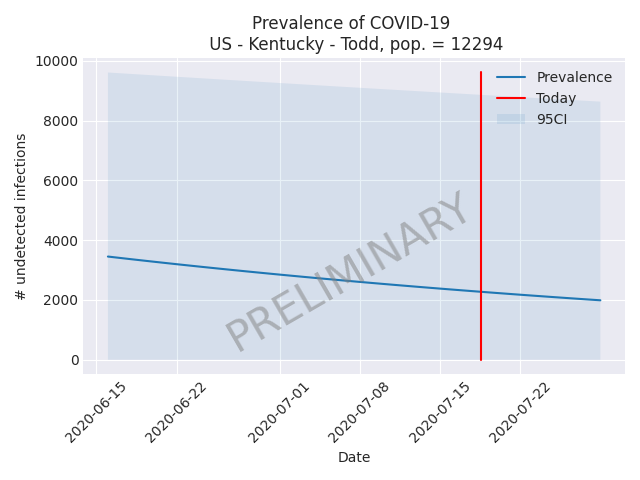 Prevalence of COVID-19
US - Kentucky - Todd, pop. = 12294
# undetected infections
10000
8000
6000
4000
2000
0
Prevalence
Today
95CI
PRELIMINARY
2020-06-15
2020-06-22
2020-07-01
2020-07-08
2020-07-15
2020-07-22
Date